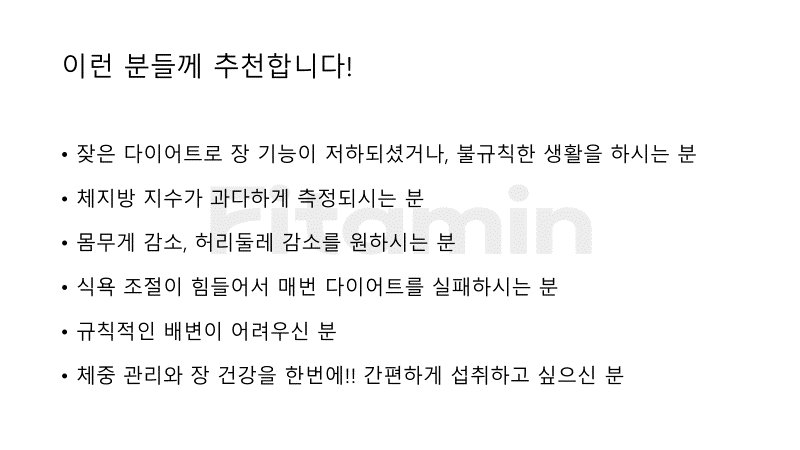 이런 분들께 추천합니다!
• 잦은 다이어트로 장 기능이 저하되셨거나, 불규칙한 생활을 하시는 분
• 체지방 지수가 과다하게 측정되시는 분
Fitamin
• 몸무게 감소, 허리둘레 감소를 원하시는 분
• 식욕 조절이 힘들어서 매번 다이어트를 실패하시는 분
• 규칙적인 배변이 어려우신 분
• 체중 관리와 장 건강을 한번에!! 간편하게 섭취하고 싶으신 분